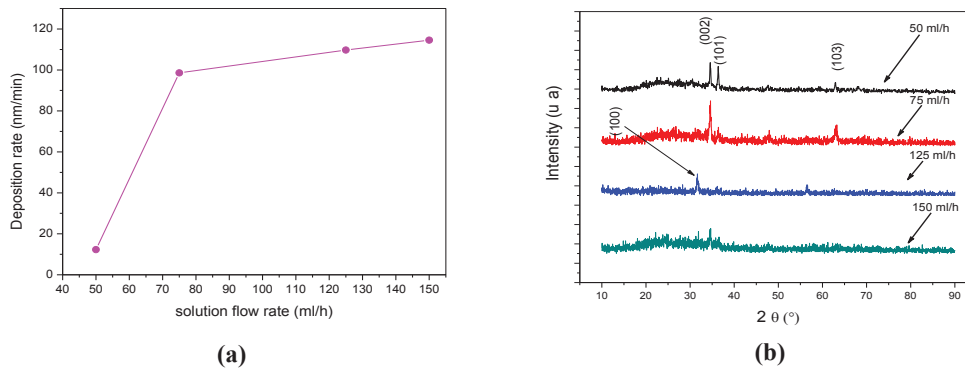 120
100
80
60
40
20
0
Deposition rate (nm/min)
40 50 60 70 80 90 100 110 120 130 140 150
solution flow rate (ml/h)
(a)
Intensity (u a)
(002)
(101)
(103)
(100)
50 ml/h
75 ml/h
125 ml/h
150 ml/h
10 20 30 40 50 60 70 80 90
2 θ (°)
(b)